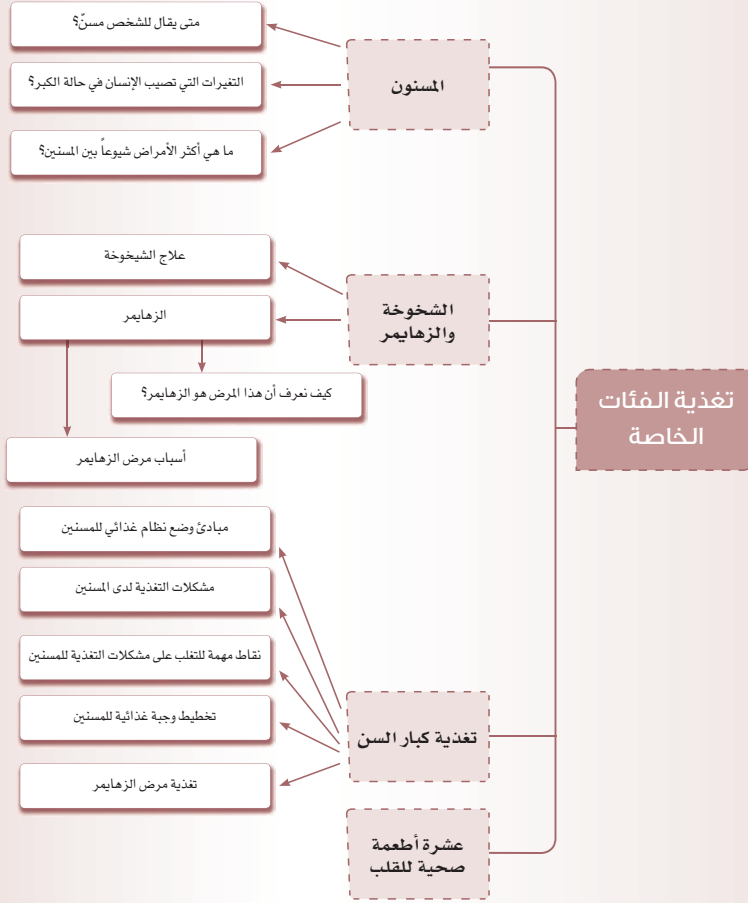 تغذية الفئات
الخاصة
المسنون
متى يقال للشخص مسنّ؟
التغيرات التي تصيب الإنسان في حالة الكبر؟
ما هي أكثر الأمراض شيوعاً بين المسنين؟
الشخوخة
والزهايمر
علاج الشيخوخة
الزهايمر
كيف نعرف أن هذا المرض هو الزهايمر؟
أسباب مرض الزهايمر
تغذية كبار السن
مبادئ وضع نظام غذائي للمسنين
مشكلات التغذية لدى المسنين
نقاط مهمة للتغلب على مشكلات التغذية للمسنين
تخطيط وجبة غذائية للمسنين
تغذية مرض الزهايمر
عشرة أطعمة
صحية للقلب